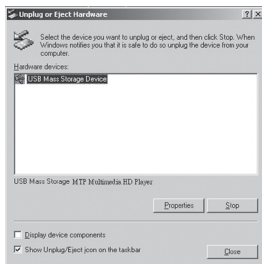 Unplug or Eject Hardware
Select the device you want to unplug or eject, and then click Stop. When
Windows notifies you that it is safe to do so unplug the device from your
computer.
Hardware devices:
USB Mass Storage Device
USB Mass Storage MTP Multimedia HD Player
Properties
Stop
Display device components
Show Unplug/Eject icon on the taskbar
Close